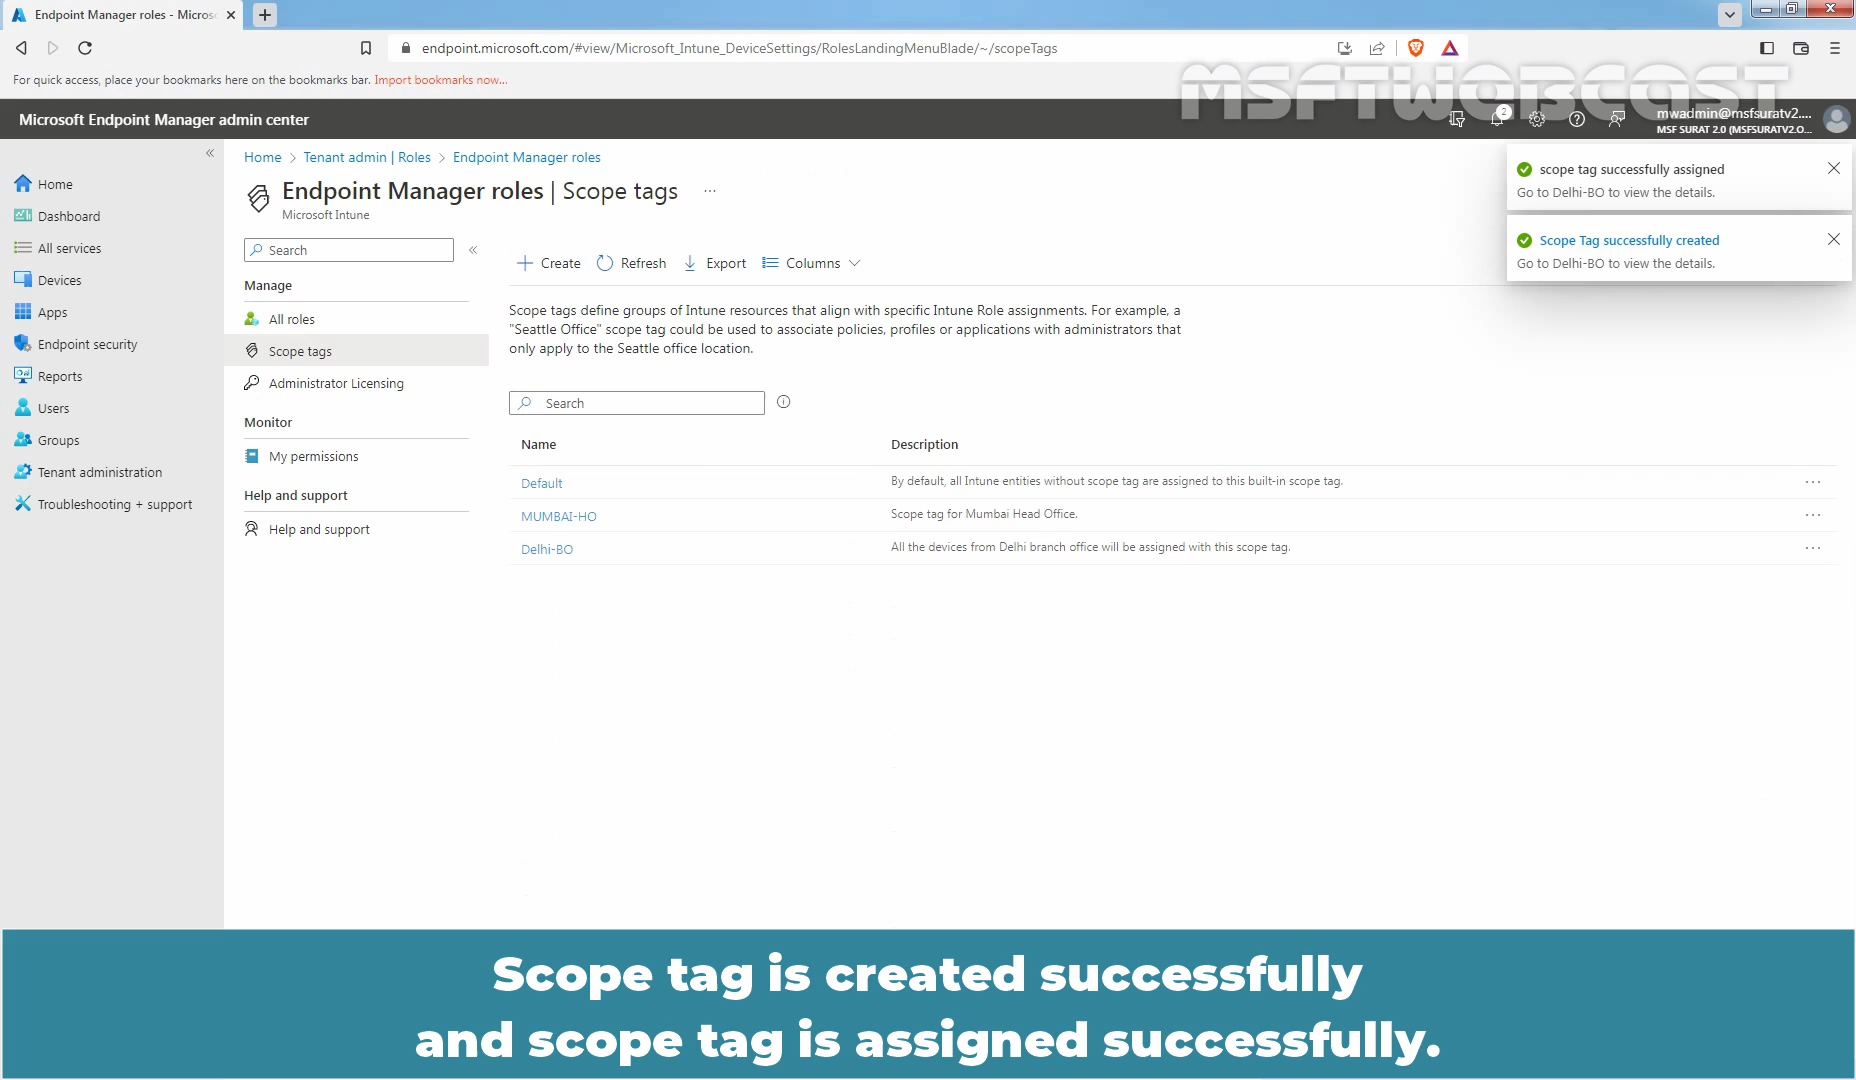 Endpoint Manager roles - Micros
For quick access, place your bookmarks here on the bookmarks bar. Import bookmarks now...
endpoint.microsoft.com/#view/Microsoft_Intune_DeviceSettings/RolesLandingMenuBlade/~/scopeTags
MSFTWEBCAST
Microsoft Endpoint Manager admin center
2
mwadmin@msfsuratv2....
MSF SURAT 2.0 (MSFSURATV2.O...
Home
Dashboard
All services
Devices
Apps
Endpoint security
Reports
Users
Groups
Tenant administration
Troubleshooting + support
Home > Tenant admin | Roles > Endpoint Manager roles
Endpoint Manager roles | Scope tags ...
Microsoft Intune
Search
Manage
All roles
Scope tags
Administrator Licensing
Monitor
My permissions
Help and support
Help and support
Create Refresh Export Columns
Scope tags define groups of Intune resources that align with specific Intune Role assignments. For example, a
"Seattle Office" scope tag could be used to associate policies, profiles or applications with administrators that
only apply to the Seattle office location.
Search
Name Description
Default By default, all Intune entities without scope tag are assigned to this built-in scope tag. ...
MUMBAI-HO Scope tag for Mumbai Head Office. ...
Delhi-BO All the devices from Delhi branch office will be assigned with this scope tag. ...
scope tag successfully assigned
Go to Delhi-BO to view the details.
Scope Tag successfully created
Go to Delhi-BO to view the details.
Scope tag is created successfully
and scope tag is assigned successfully.